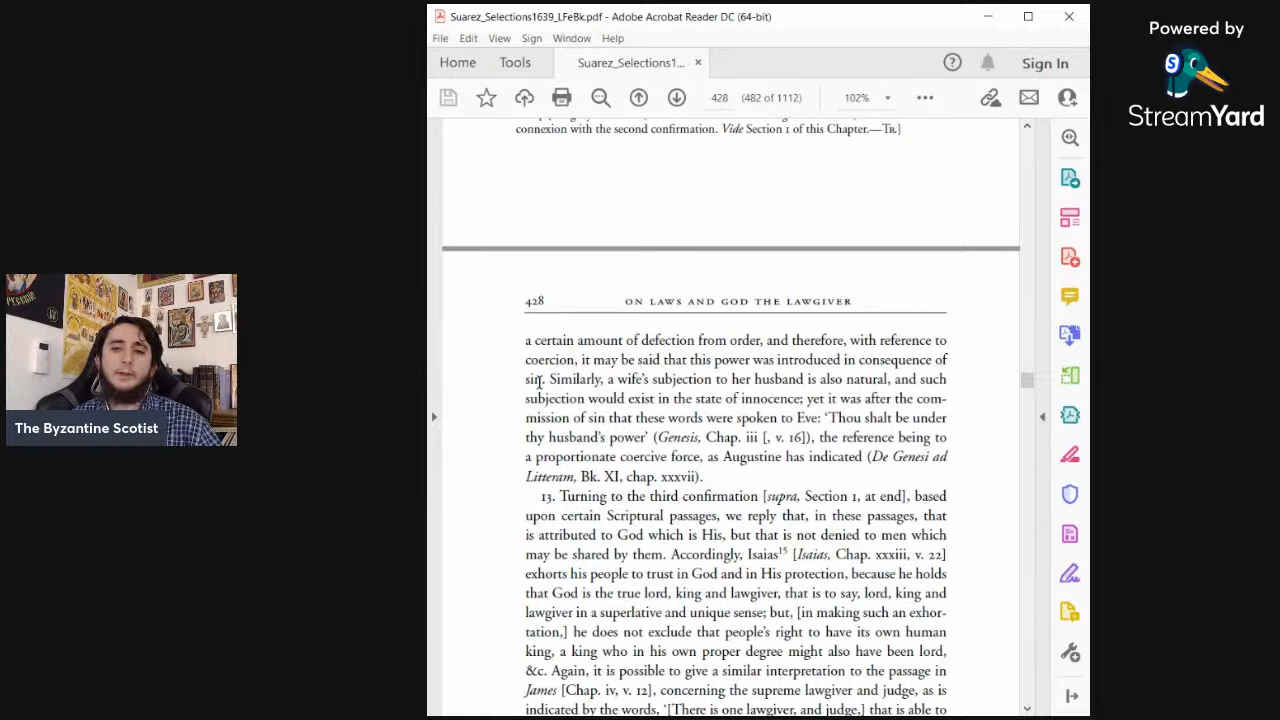 Suarez_Selections1639_LFeBk.pdf - Adobe Acrobat Reader DC (64-bit)
File Edit View Sign Window Help
Home Tools Suarez_Selections1... × Sign In
428 (482 of 1112) 102%
connexion with the second confirmation. Vide Section 1 of this Chapter.—Tr.]
428 ON LAWS AND GOD THE LAWGIVER
a certain amount of defection from order, and therefore, with reference to
coercion, it may be said that this power was introduced in consequence of
sin. Similarly, a wife's subjection to her husband is also natural, and such
subjection would exist in the state of innocence; yet it was after the com-
mission of sin that these words were spoken to Eve: 'Thou shalt be under
thy husband's power' (Genesis, Chap. iii [, v. 16]), the reference being to
a proportionate coercive force, as Augustine has indicated (De Genesi ad
Litteram, Bk. XI, chap. xxxvii).
13. Turning to the third confirmation [supra, Section 1, at end], based
upon certain Scriptural passages, we reply that, in these passages, that
is attributed to God which is His, but that is not denied to men which
may be shared by them. Accordingly, Isaias15 [Isaias, Chap. xxxiii, v. 22]
exhorts his people to trust in God and in His protection, because he holds
that God is the true lord, king and lawgiver, that is to say, lord, king and
lawgiver in a superlative and unique sense; but, [in making such an exhor-
tation,] he does not exclude that people's right to have its own human
king, a king who in his own proper degree might also have been lord,
&c. Again, it is possible to give a similar interpretation to the passage in
James [Chap. iv, v. 12], concerning the supreme lawgiver and judge, as is
indicated by the words, '[There is one lawgiver, and judge,] that is able to
The Byzantine Scotist
Powered by
StreamYard